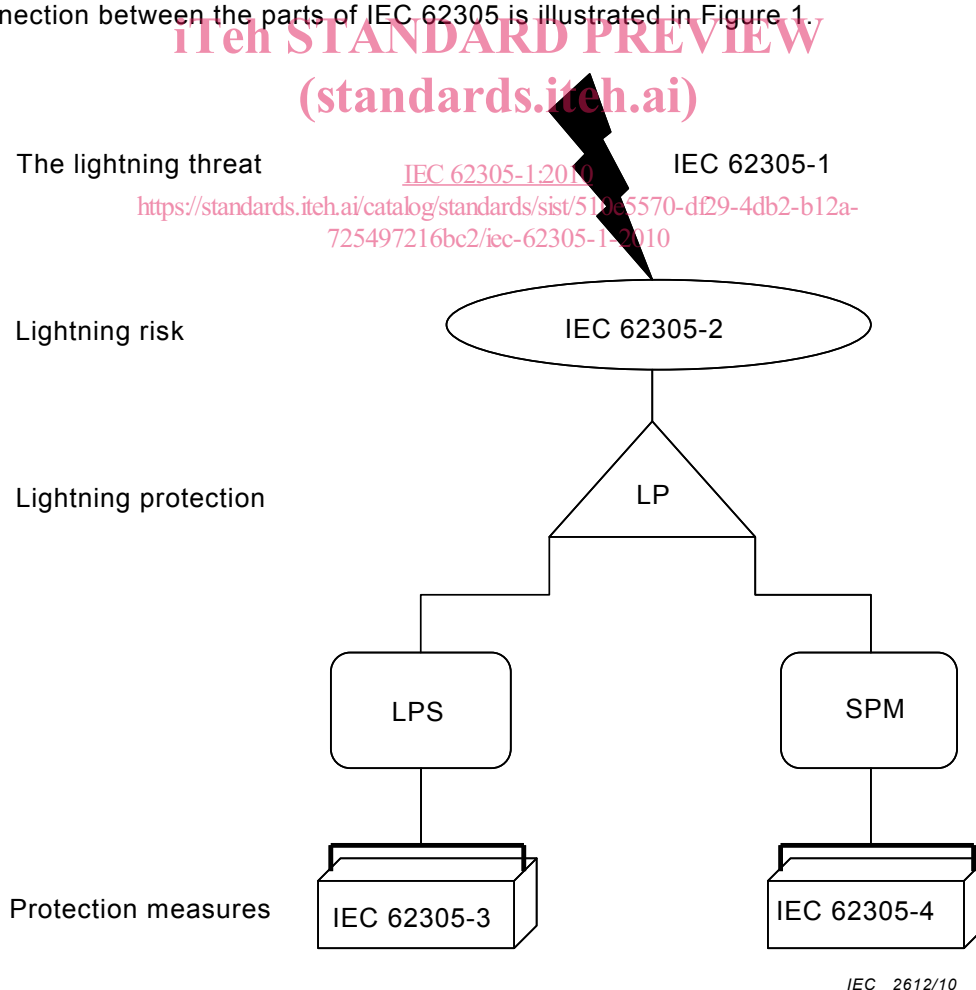 nection between the parts of IEC 62305 is illustrated in Figure 1.
iTeh STANDARD PREVIEW
(standards.iteh.ai)
The lightning threat
IEC 62305-1
IEC 62305-1:2010
https://standards.iteh.ai/catalog/standards/sist/510e5570-df29-4db2-b12a-
725497216bc2/iec-62305-1-2010
Lightning risk
IEC 62305-2
Lightning protection
LP
LPS
SPM
Protection measures
IEC 62305-3
IEC 62305-4
IEC 2612/10